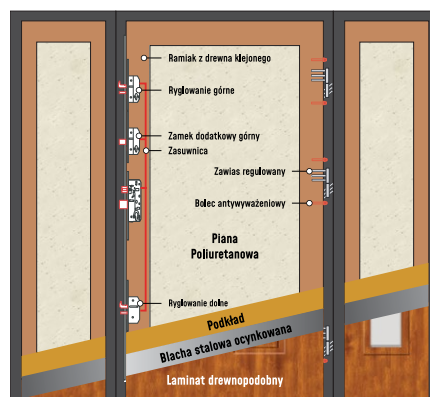 Ramiak z drewna klejonego
Ryglowanie górne
Zamek dodatkowy górny
Zasuwnica
Zawias regulowany
Bolec antywyważeniowy
Piana
Poliuretanowa
Ryglowanie dolne
Podkład
Blacha stalowa ocynkowana
Laminat drewnopodobny